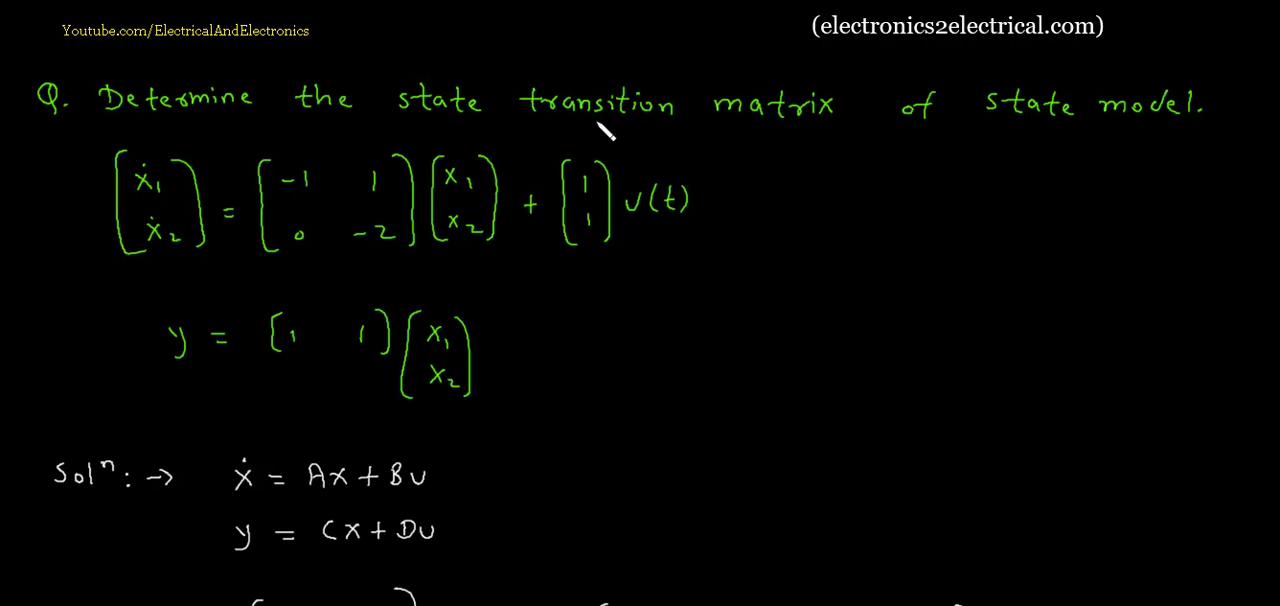 Youtube.com/ElectricalAndElectronics
(electronics2electrical.com)
Q. Determine the state transition matrix of state model.
[ẋ1 ẋ2] = [-1 1 0 -2] [x1 x2] + [1 1] u(t)
y = [1 1] [x1 x2]
Solⁿ: → ẋ = Ax + Bu
y = Cx + Du